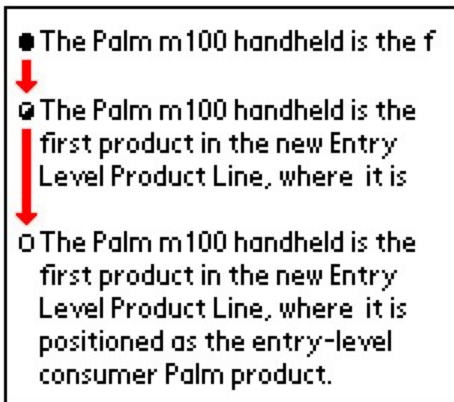 The Palm m100 handheld is the f
The Palm m100 handheld is the
first product in the new Entry
Level Product Line, where it is
The Palm m100 handheld is the
first product in the new Entry
Level Product Line, where it is
positioned as the entry-level
consumer Palm product.